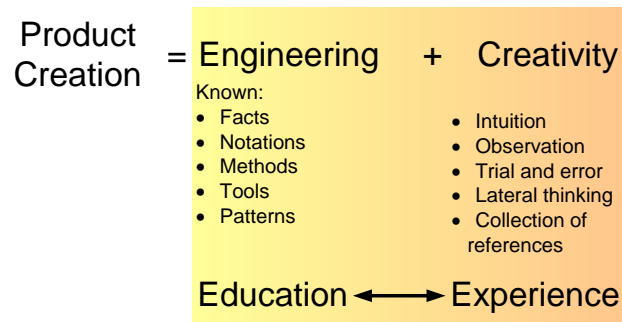 Product
Creation
= Engineering + Creativity
Known:
• Facts
• Notations
• Methods
• Tools
• Patterns
• Intuition
• Observation
• Trial and error
• Lateral thinking
• Collection of
references
Education Experience